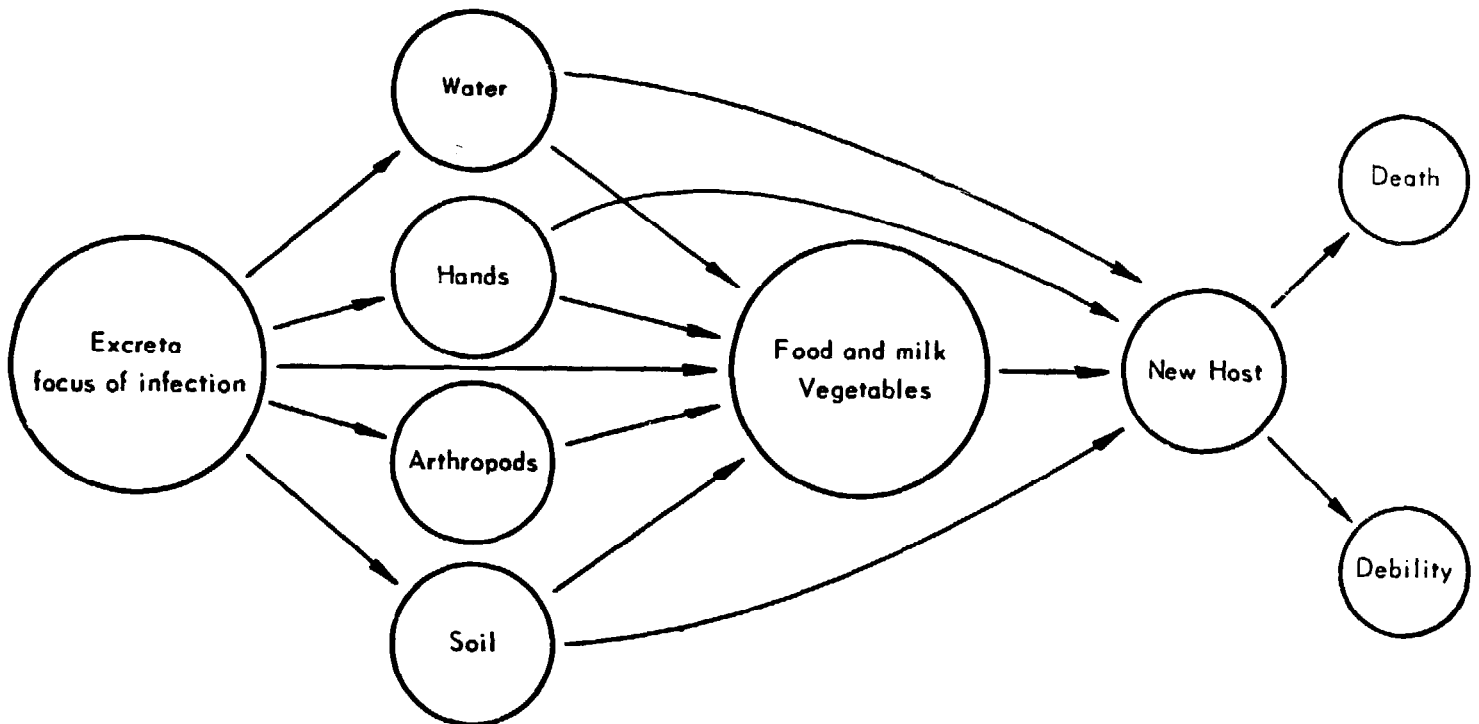 Water
Hands
Excreta
focus of infection
Arthropods
Soil
Food and milk
Vegetables
New Host
Death
Debility